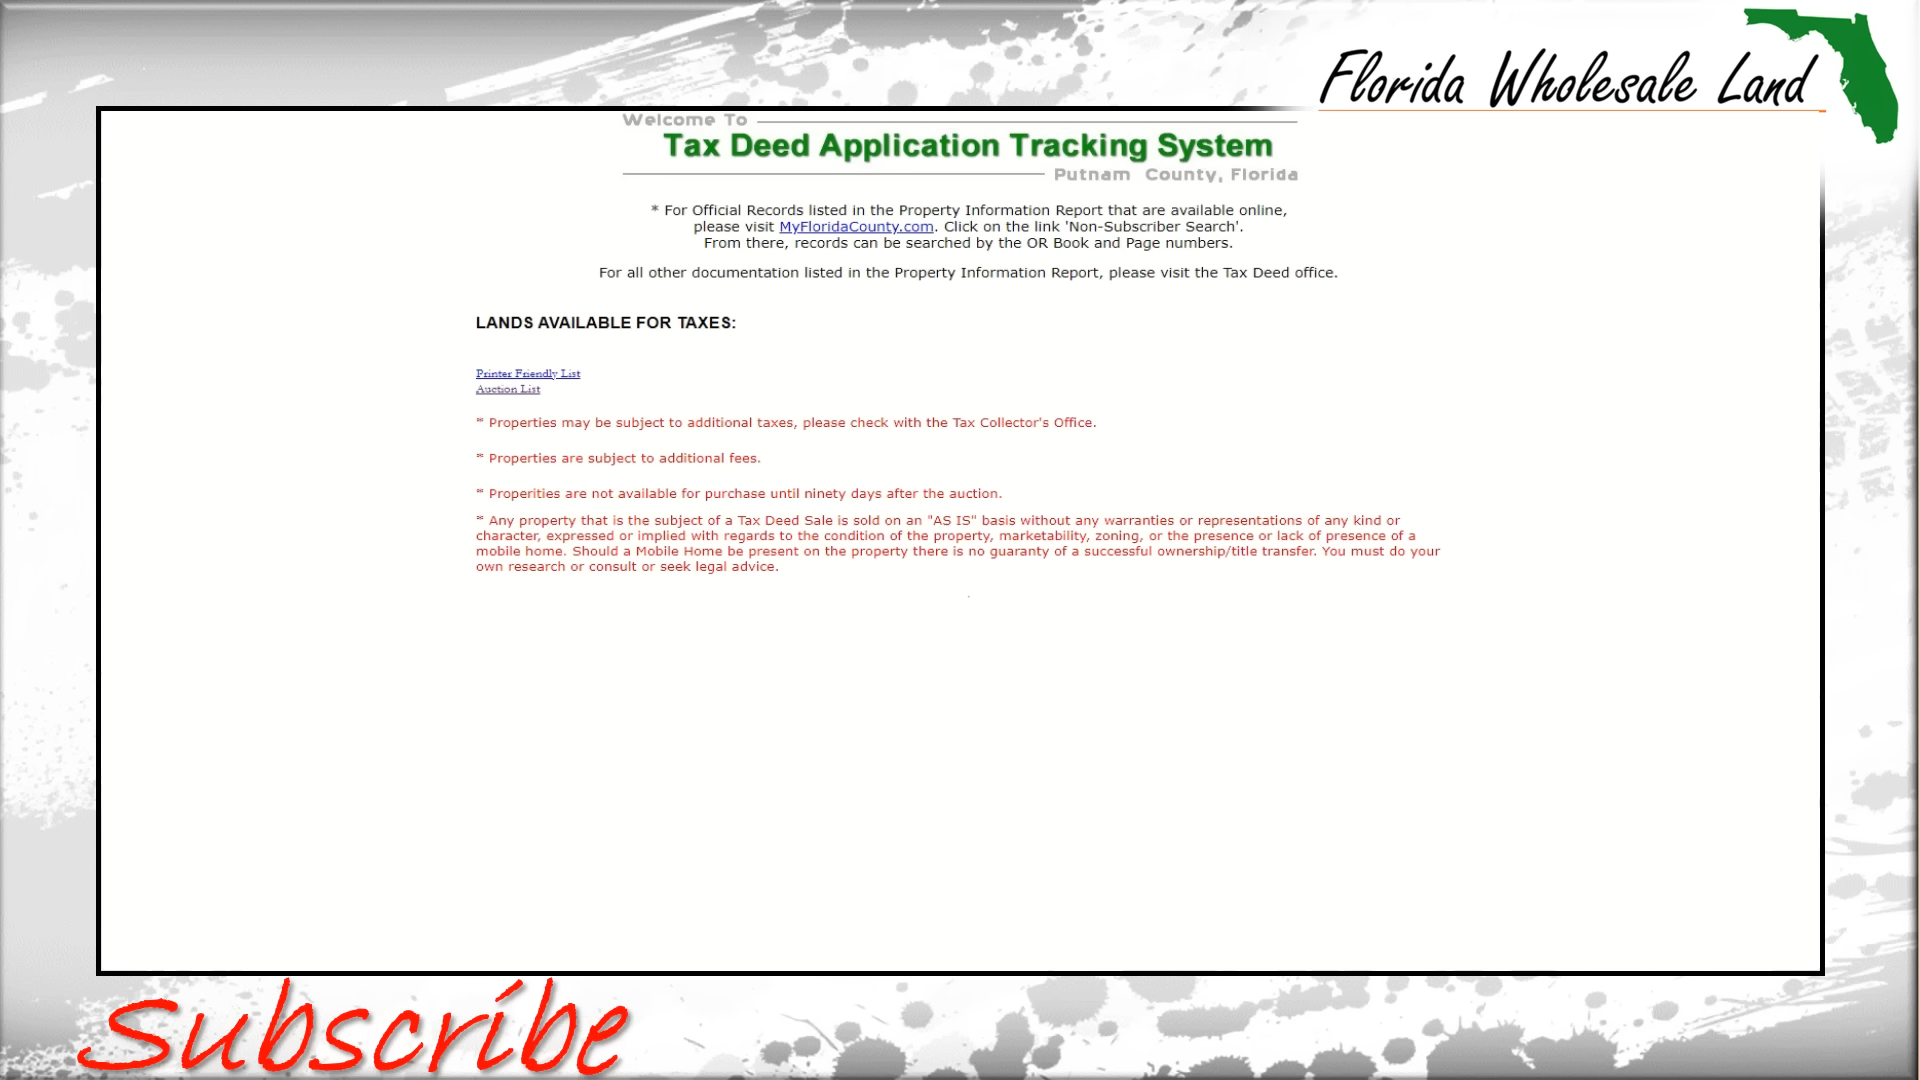 Florida Wholesale Land
Welcome To
Tax Deed Application Tracking System
Putnam County, Florida
* For Official Records listed in the Property Information Report that are available online,
please visit MyFloridaCounty.com. Click on the link 'Non-Subscriber Search'.
From there, records can be searched by the OR Book and Page numbers.
For all other documentation listed in the Property Information Report, please visit the Tax Deed office.
LANDS AVAILABLE FOR TAXES:
Printer Friendly List
Auction List
* Properties may be subject to additional taxes, please check with the Tax Collector's Office.
* Properties are subject to additional fees.
* Properities are not available for purchase until ninety days after the auction.
* Any property that is the subject of a Tax Deed Sale is sold on an "AS IS" basis without any warranties or representations of any kind or
character, expressed or implied with regards to the condition of the property, marketability, zoning, or the presence or lack of presence of a
mobile home. Should a Mobile Home be present on the property there is no guaranty of a successful ownership/title transfer. You must do your
own research or consult or seek legal advice.
Subscribe